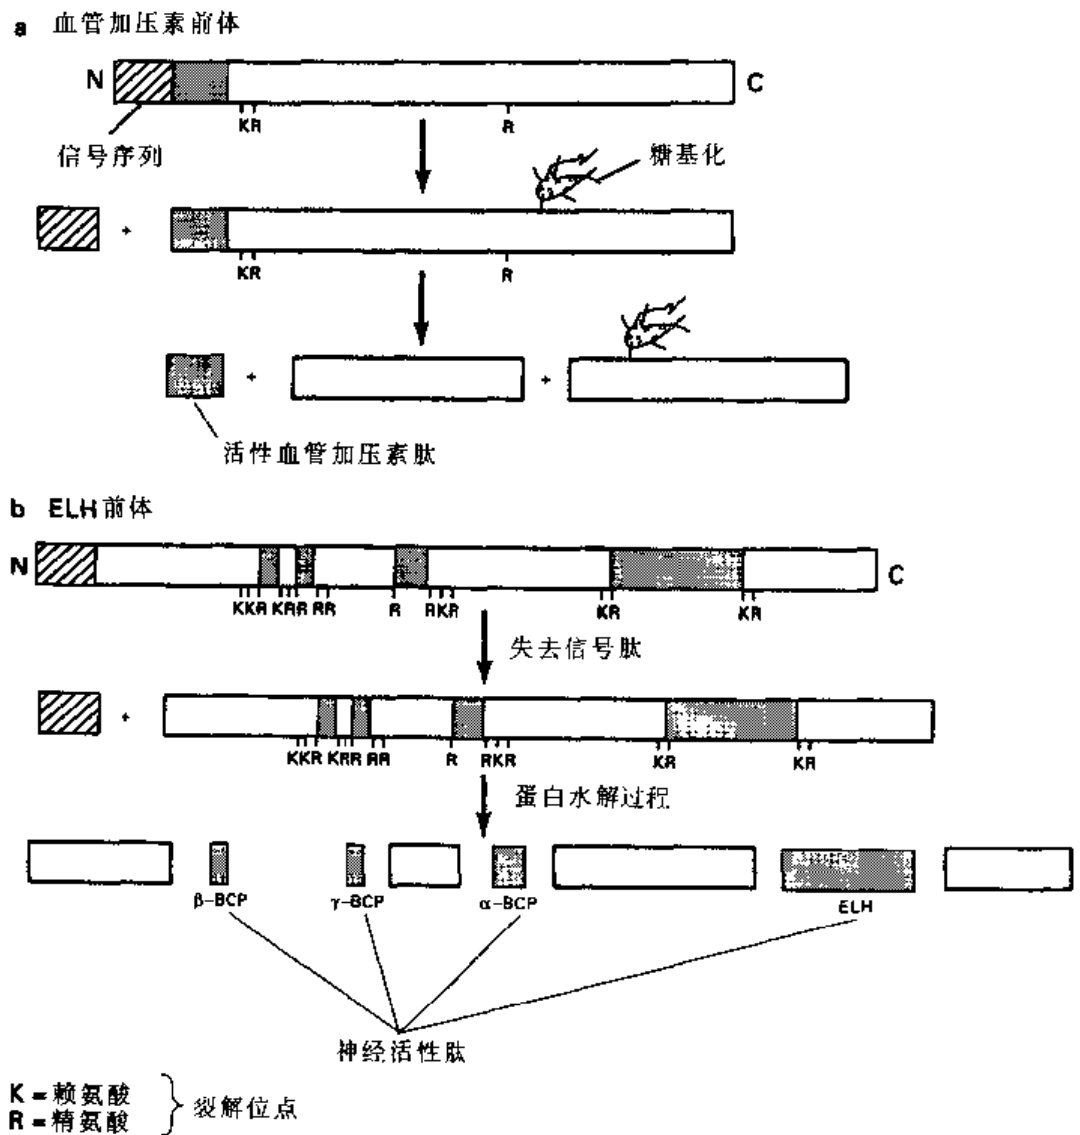 a 血管加压素前体
N C
KR R
信号序列
糖基化
+
KR R
+ +
活性血管加压素肽
b ELH前体
N C
KKR KRR RR R RKR KR KR
失去信号肽
+
KKR KRR RR R RKR KR KR
蛋白水解过程
β-BCP γ-BCP α-BCP ELH
神经活性肽
K = 赖氨酸
R = 精氨酸
} 裂解位点